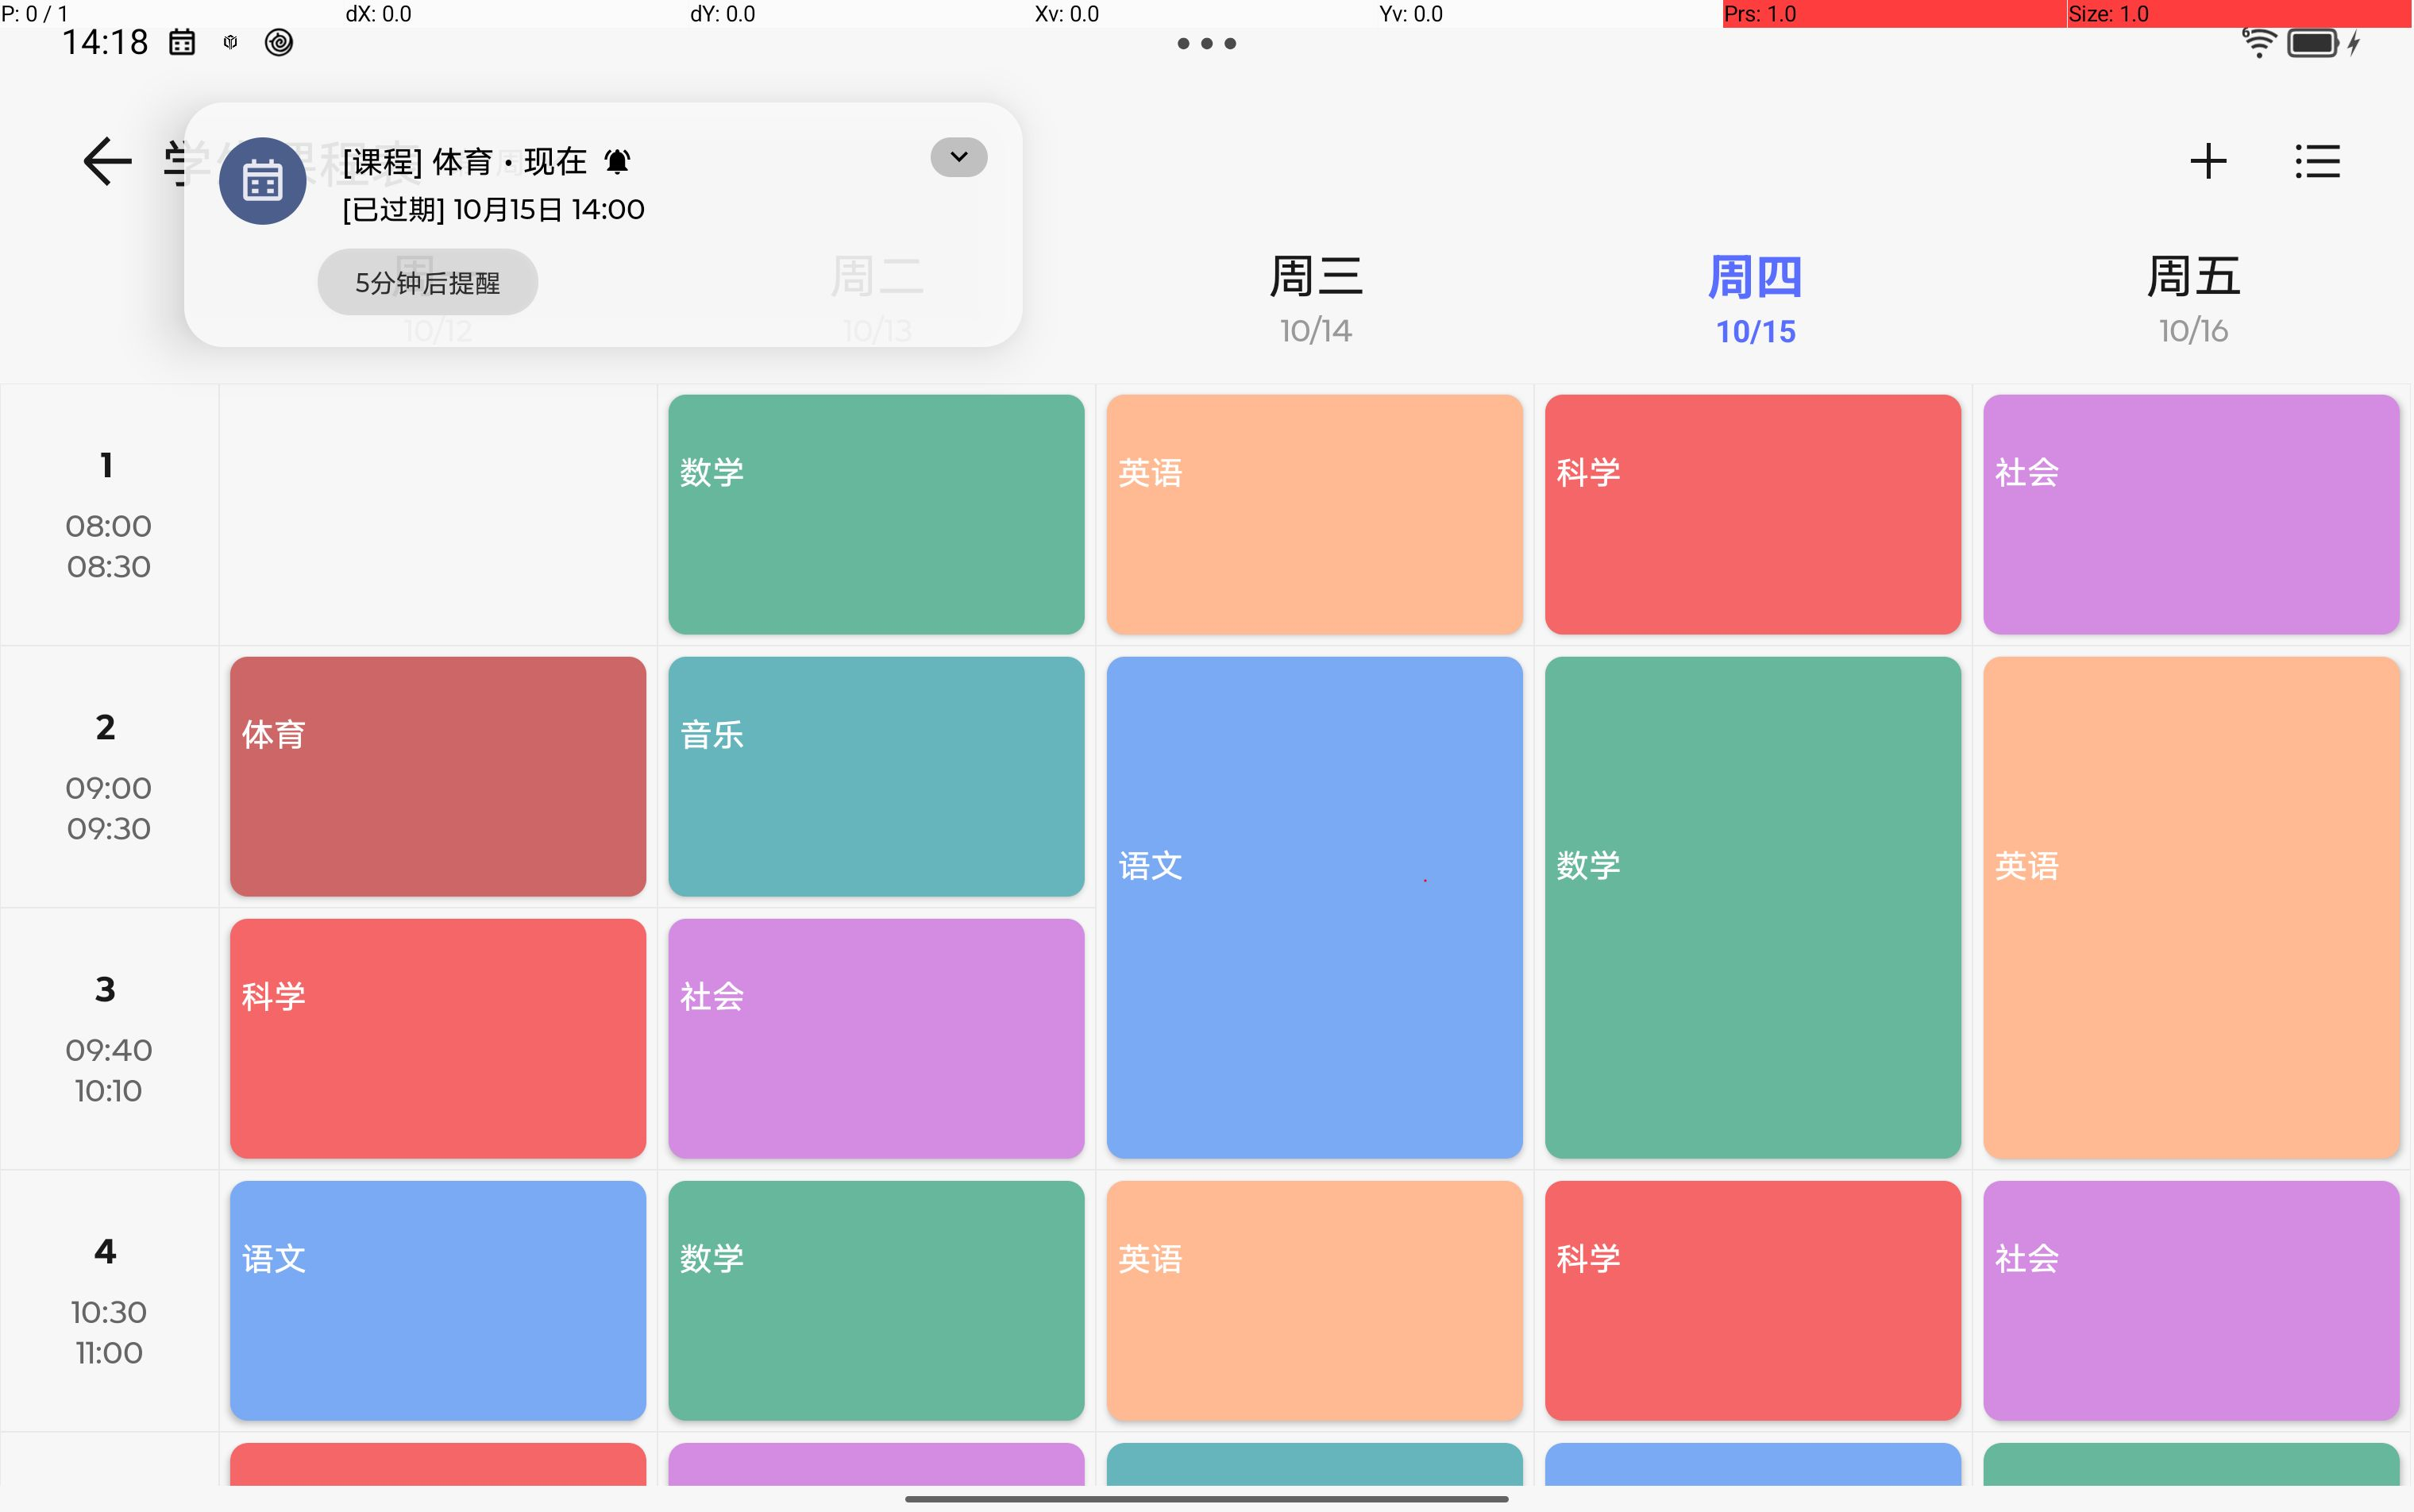 P: 0 / 1 dX: 0.0 dY: 0.0 Xv: 0.0 Yv: 0.0 Prs: 1.0 Size: 1.0
14:18
[课程] 体育 · 现在
[已过期] 10月15日 14:00
5分钟后提醒
周二 周三 周四 周五
10/12 10/13 10/14 10/15 10/16
1
08:00
08:30
数学 英语 科学 社会
2
09:00
09:30
体育 音乐 语文 数学 英语
3
09:40
10:10
科学 社会
4
10:30
11:00
语文 数学 英语 科学 社会